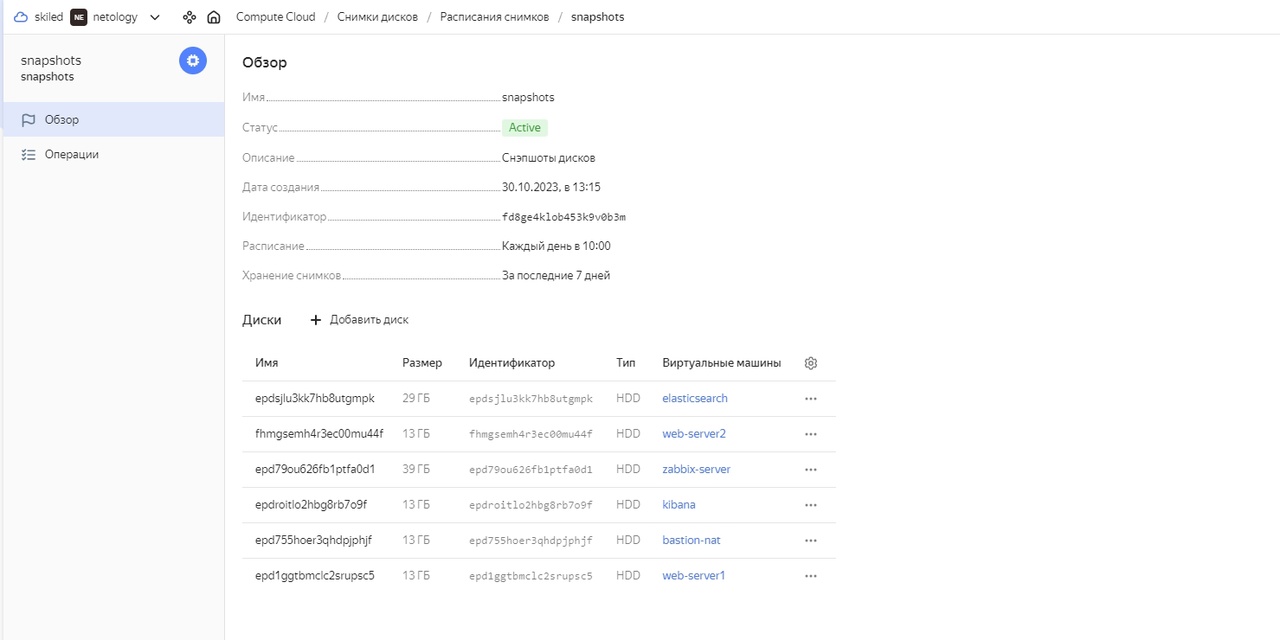 skiled NE netology Compute Cloud / Снимки дисков / Расписания снимков / snapshots
snapshots
snapshots
Обзор
Операции
Обзор
Имя snapshots
Статус Active
Описание Снэпшоты дисков
Дата создания 30.10.2023, в 13:15
Идентификатор fd8ge4klob453k9v0b3m
Расписание Каждый день в 10:00
Хранение снимков За последние 7 дней
Диски + Добавить диск
Имя Размер Идентификатор Тип Виртуальные машины
epdsjlu3kk7hb8utgmpk 29 ГБ epdsjlu3kk7hb8utgmpk HDD elasticsearch
fhmgsemh4r3ec00mu44f 13 ГБ fhmgsemh4r3ec00mu44f HDD web-server2
epd79ou626fb1ptfa0d1 39 ГБ epd79ou626fb1ptfa0d1 HDD zabbix-server
epdroitlo2hbg8rb7o9f 13 ГБ epdroitlo2hbg8rb7o9f HDD kibana
epd755hoer3qhdpjphjf 13 ГБ epd755hoer3qhdpjphjf HDD bastion-nat
epd1ggtbmclc2srupsc5 13 ГБ epd1ggtbmclc2srupsc5 HDD web-server1